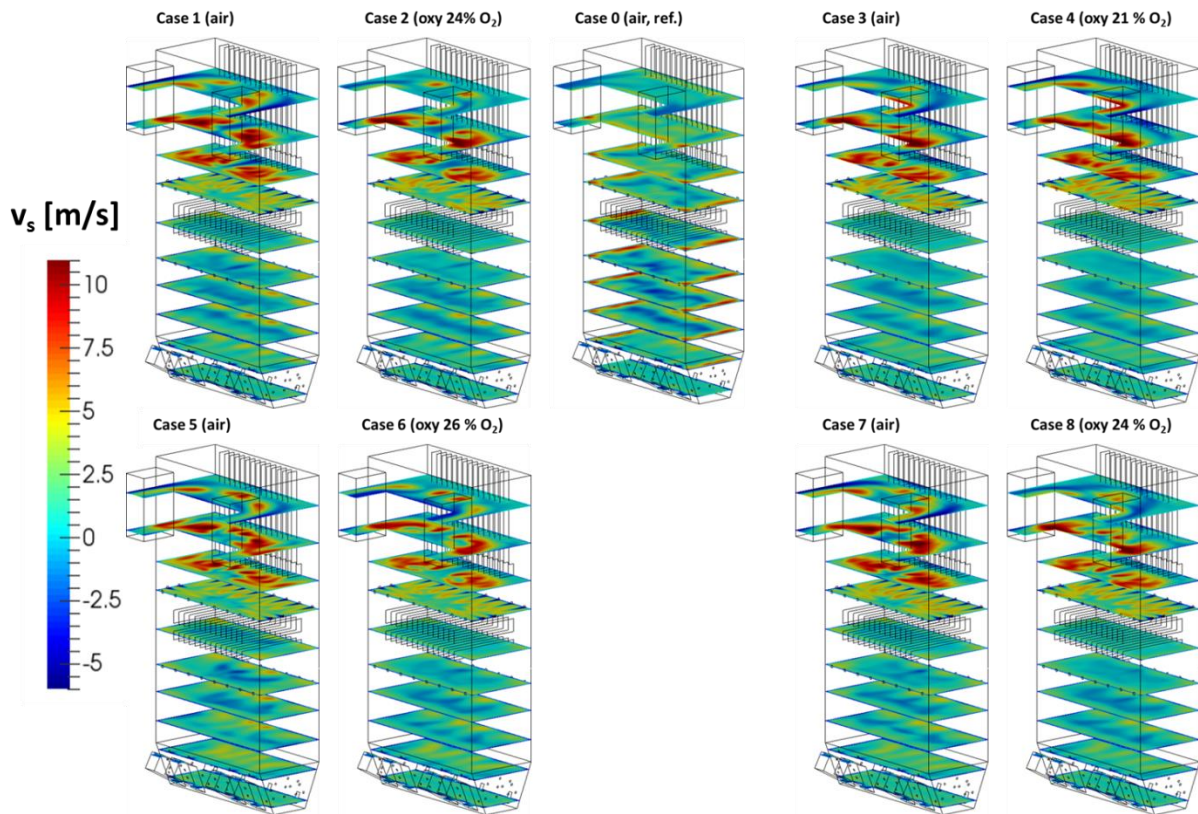 Case 1 (air)
Case 2 (oxy 24% O₂)
Case 0 (air, ref.)
Case 3 (air)
Case 4 (oxy 21 % O₂)
vₛ [m/s]
10
7.5
5
2.5
0
-2.5
-5
Case 5 (air)
Case 6 (oxy 26 % O₂)
Case 7 (air)
Case 8 (oxy 24 % O₂)